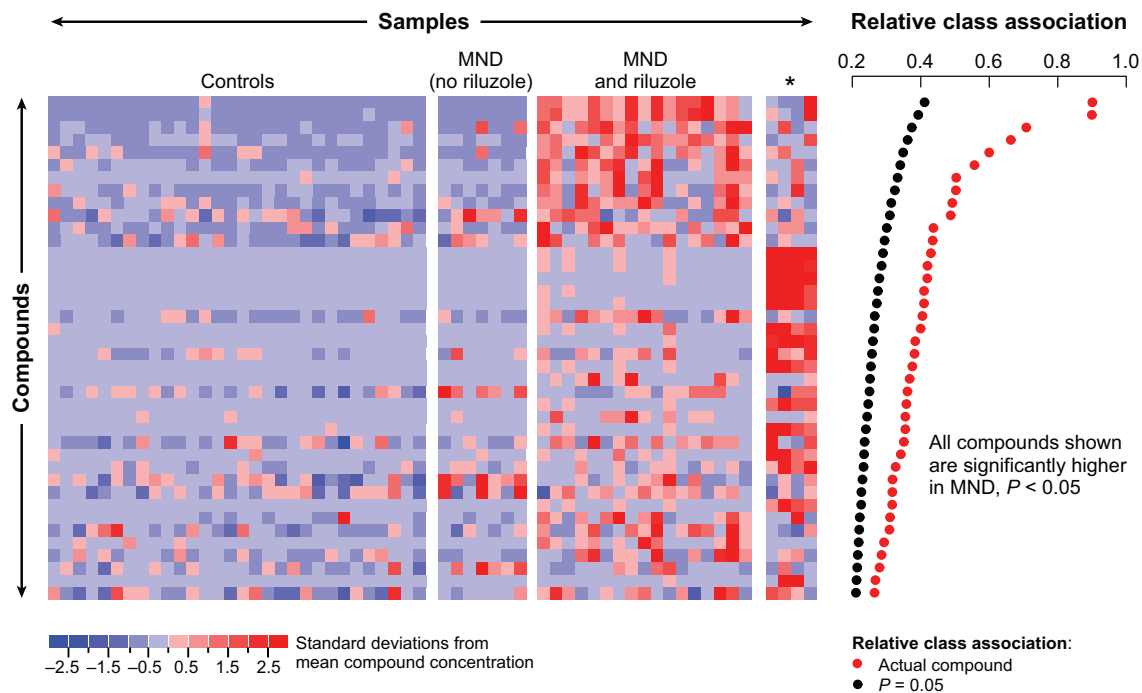 Samples
Relative class association
Controls
MND
(no riluzole)
MND
and riluzole
*
0.2 0.4 0.6 0.8 1.0
Compounds
All compounds shown
are significantly higher
in MND, P < 0.05
–2.5 –1.5 –0.5 0.5 1.5 2.5
Standard deviations from
mean compound concentration
Relative class association:
Actual compound
P = 0.05